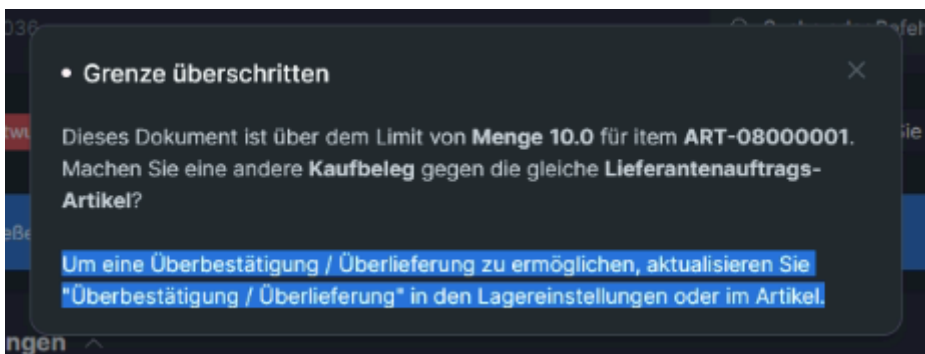 • Grenze überschritten
Dieses Dokument ist über dem Limit von Menge 10.0 für item ART-08000001.
Machen Sie eine andere Kaufbeleg gegen die gleiche Lieferantenauftrags-
Artikel?
Um eine Überbestätigung / Überlieferung zu ermöglichen, aktualisieren Sie
"Überbestätigung / Überlieferung" in den Lagereinstellungen oder im Artikel.
ngen